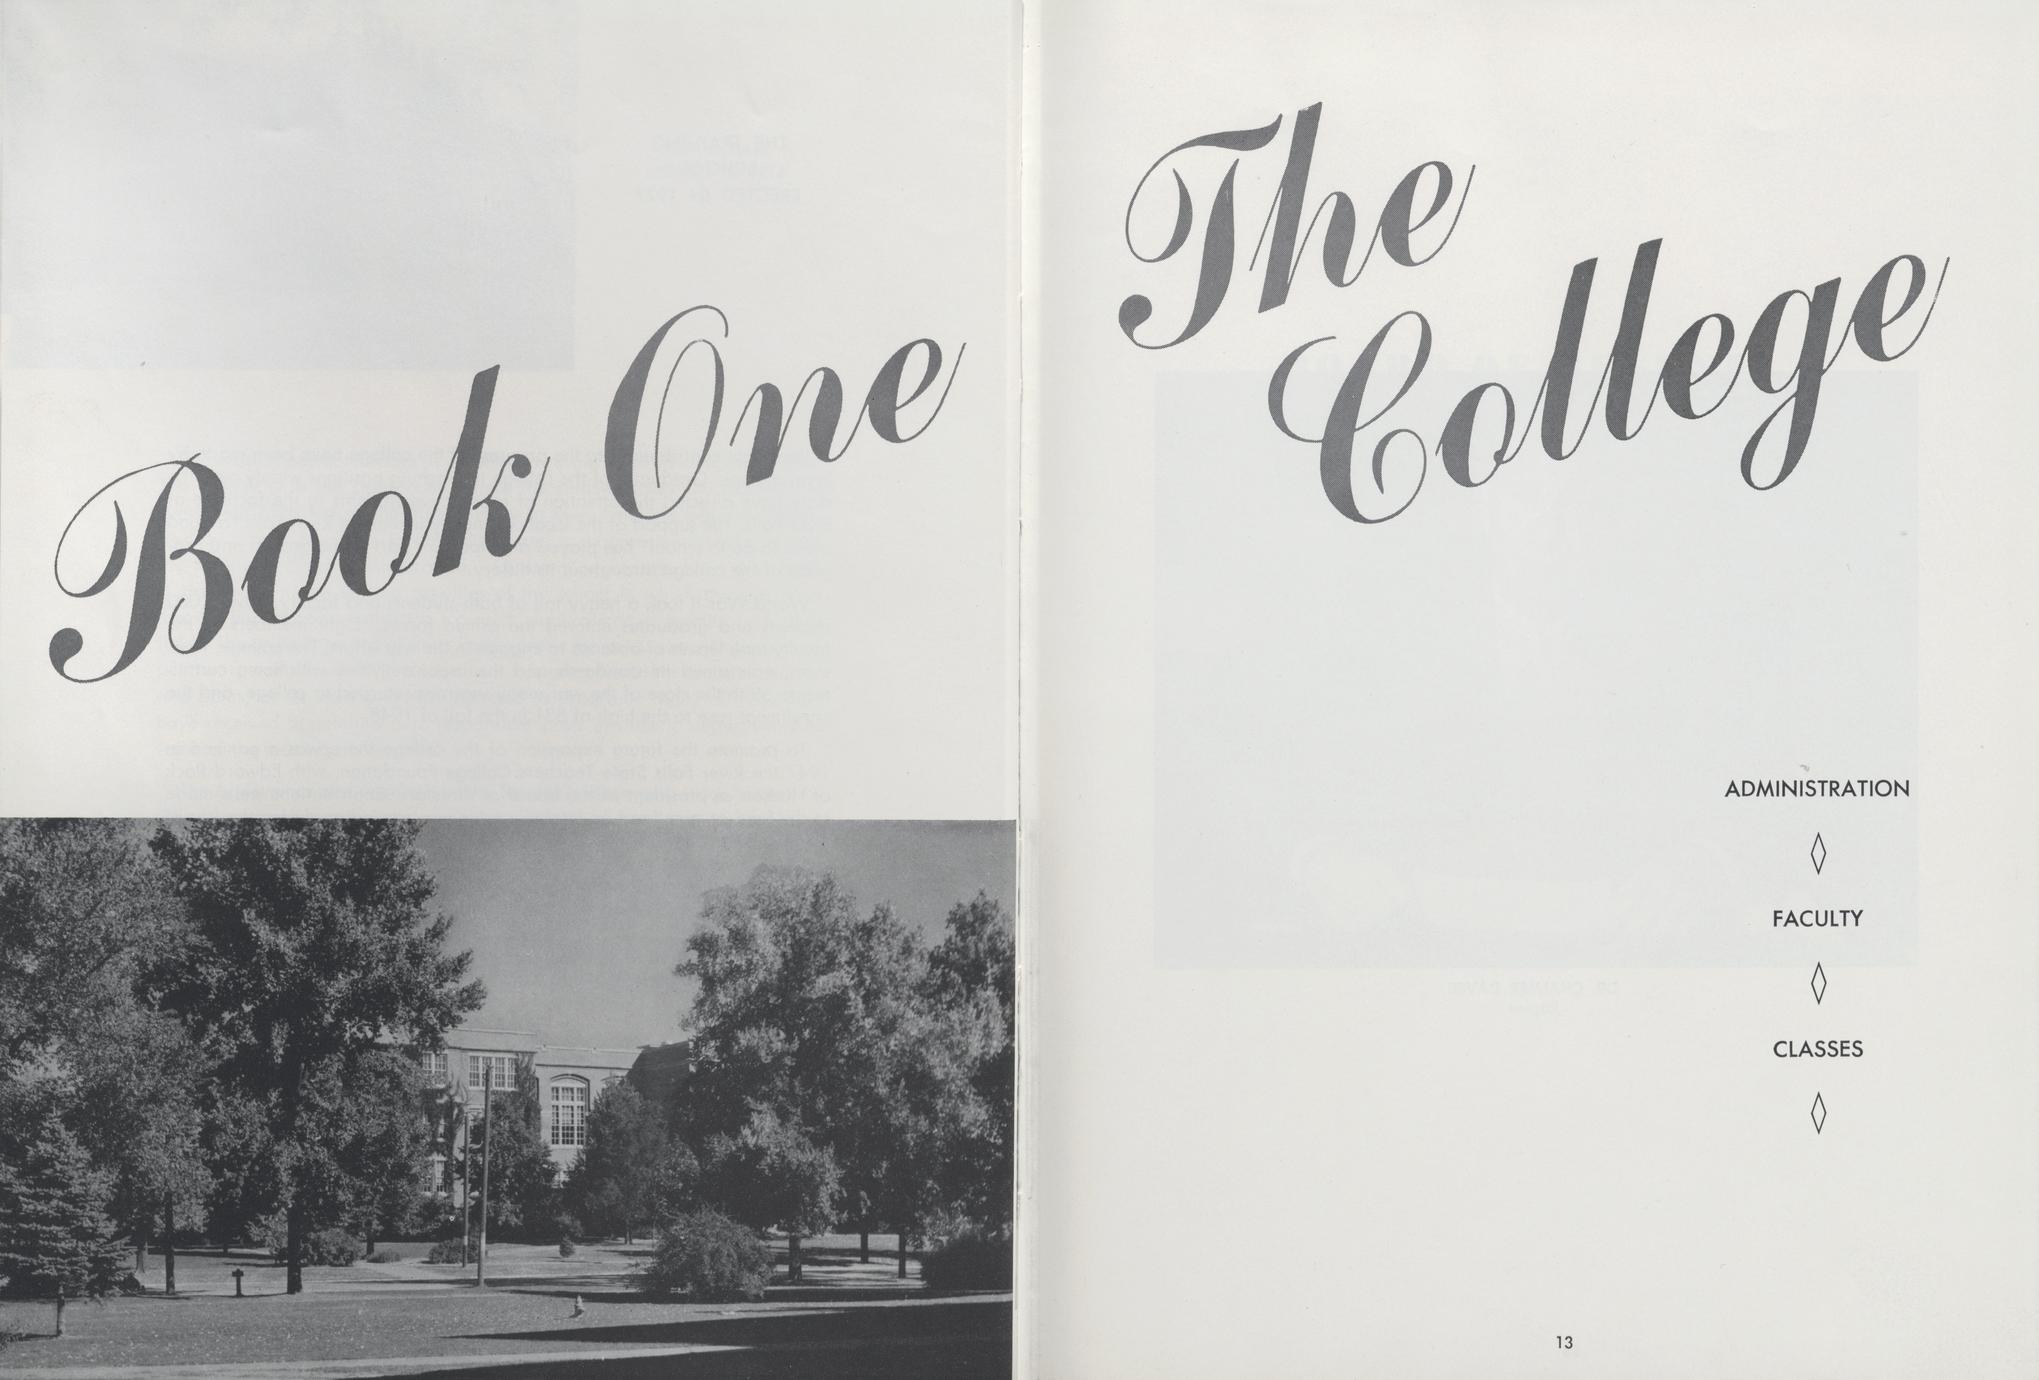 Book One
The
College
ADMINISTRATION
FACULTY
CLASSES
13